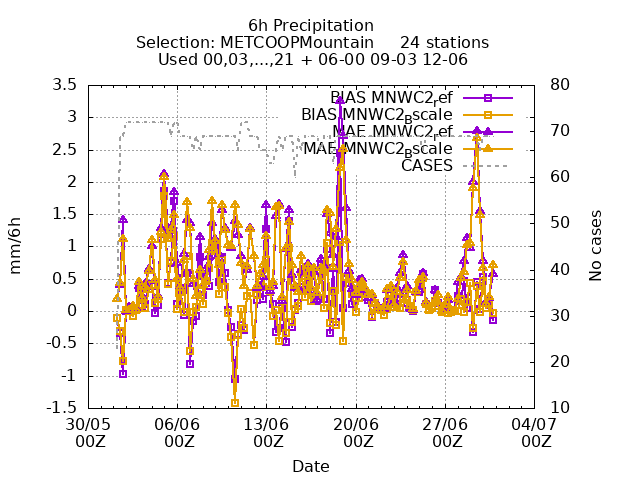 6h Precipitation
Selection: METCOOPMountain 24 stations
Used 00,03,...,21 + 06-00 09-03 12-06
BIAS MNWC2_ref
BIAS MNWC2_Bscale
MAE MNWC2_ref
MAE MNWC2_Bscale
CASES
mm/6h
3.5
3
2.5
2
1.5
1
0.5
0
-0.5
-1
-1.5
No cases
80
70
60
50
40
30
20
10
30/05 06/06 13/06 20/06 27/06 04/07
00Z 00Z 00Z 00Z 00Z 00Z
Date